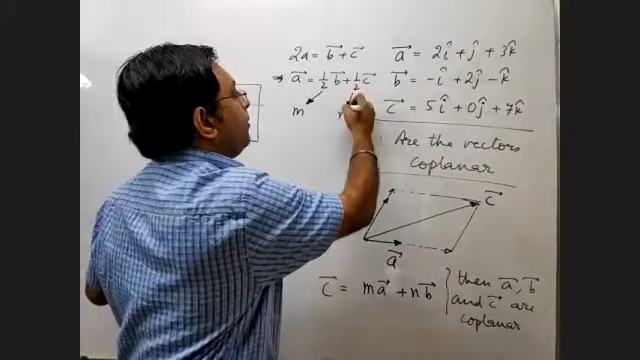 2a = b⃗ + c⃗
⇒ a⃗ = 1/2 b⃗ + 1/2 c⃗
m
n
a⃗ = 2î + ĵ + 3k̂
b⃗ = -î + 2ĵ - k̂
c⃗ = 5î + 0ĵ + 7k̂
Are the vectors
coplanar
c⃗
a⃗
c⃗ = ma⃗ + nb⃗
then a⃗, b⃗
and c⃗ are
coplanar